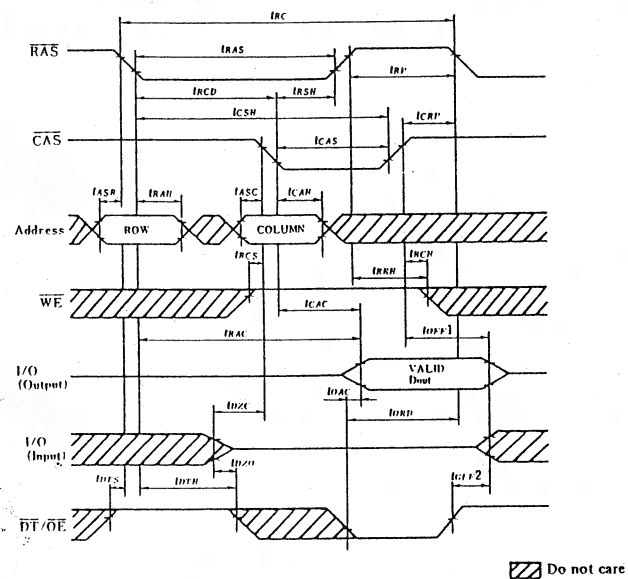 tRC
RAS
tRAS
tRP
tRCD
tRSH
tCSH
tCRP
CAS
tCAS
tASR
tRAH
tASC
tCAH
Address
ROW
COLUMN
tRCS
tRCH
tRRH
WE
tCAC
tRAC
tOFF1
I/O
(Output)
VALID
Dout
tOAC
tDZC
tORD
I/O
(Input)
tDZO
tDTS
tDTH
tOFF2
DT/OE
Do not care